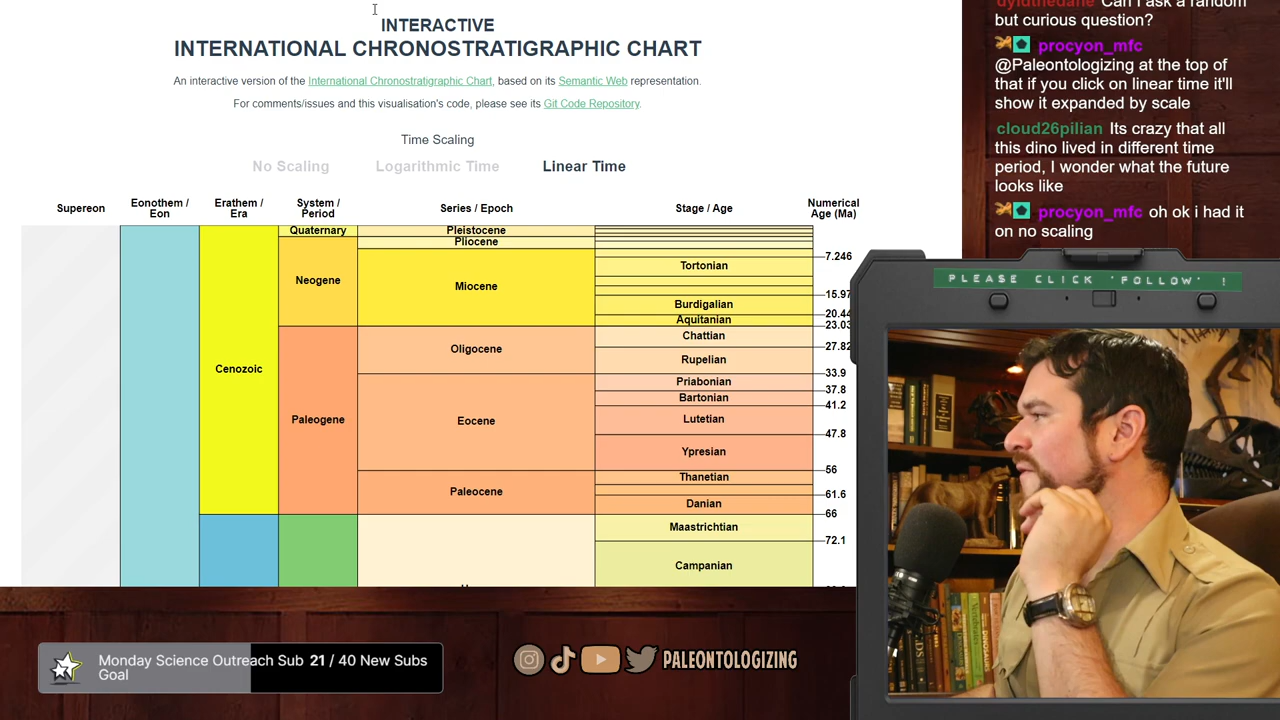 INTERACTIVE
INTERNATIONAL CHRONOSTRATIGRAPHIC CHART
An interactive version of the International Chronostratigraphic Chart, based on its Semantic Web representation.
For comments/issues and this visualisation's code, please see its Git Code Repository.
Time Scaling
No Scaling Logarithmic Time Linear Time
Supereon
Eonothem /
Eon
Erathem /
Era
System /
Period
Series / Epoch
Stage / Age
Numerical
Age (Ma)
Quaternary
Pleistocene
Pliocene
7.246
Tortonian
Neogene
Miocene
15.97
Burdigalian
20.44
Aquitanian
23.03
Chattian
Oligocene
27.82
Rupelian
Cenozoic
33.9
Priabonian
37.8
Bartonian
41.2
Paleogene
Eocene
Lutetian
47.8
Ypresian
56
Thanetian
Paleocene
61.6
Danian
66
Maastrichtian
72.1
Campanian
dyldthedane Can I ask a random
but curious question?
procyon_mfc
@Paleontologizing at the top of
that if you click on linear time it'll
show it expanded by scale
cloud26pilian Its crazy that all
this dino lived in different time
period, I wonder what the future
looks like
procyon_mfc oh ok i had it
on no scaling
PLEASE CLICK 'FOLLOW' !
DINOSAURS
Monday Science Outreach Sub 21 / 40 New Subs
Goal
PALEONTOLOGIZING